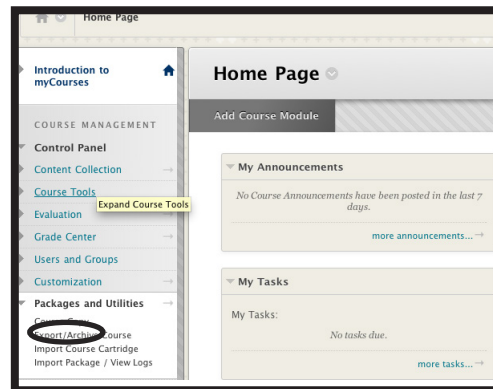 Home Page
Introduction to
myCourses
COURSE MANAGEMENT
Control Panel
Content Collection
Course Tools
Expand Course Tools
Evaluation
Grade Center
Users and Groups
Customization
Packages and Utilities
Course Copy
Export/Archive Course
Import Course Cartridge
Import Package / View Logs
Home Page
Add Course Module
My Announcements
No Course Announcements have been posted in the last 7
days.
more announcements...→
My Tasks
My Tasks:
No tasks due.
more tasks...→